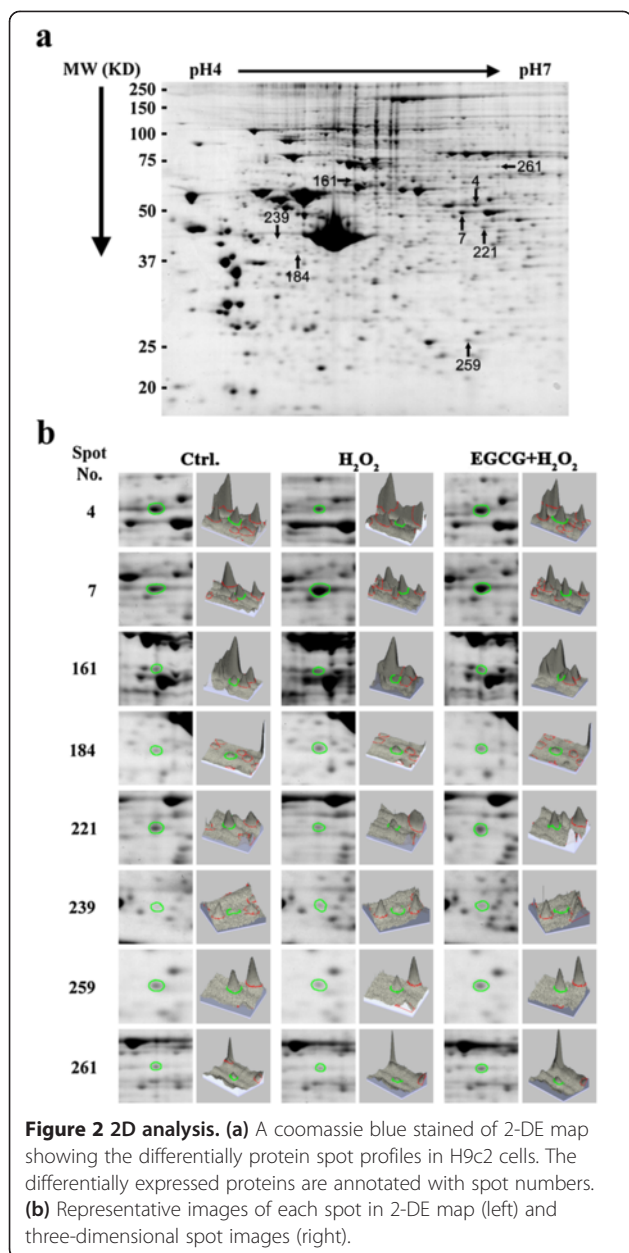 a
MW (KD) pH4 pH7
250
150
100
75
50
37
25
20
261
161
4
239
7
221
184
259
b
Spot No. Ctrl. H₂O₂ EGCG+H₂O₂
4
7
161
184
221
239
259
261
Figure 2 2D analysis. (a) A coomassie blue stained of 2-DE map
showing the differentially protein spot profiles in H9c2 cells. The
differentially expressed proteins are annotated with spot numbers.
(b) Representative images of each spot in 2-DE map (left) and
three-dimensional spot images (right).